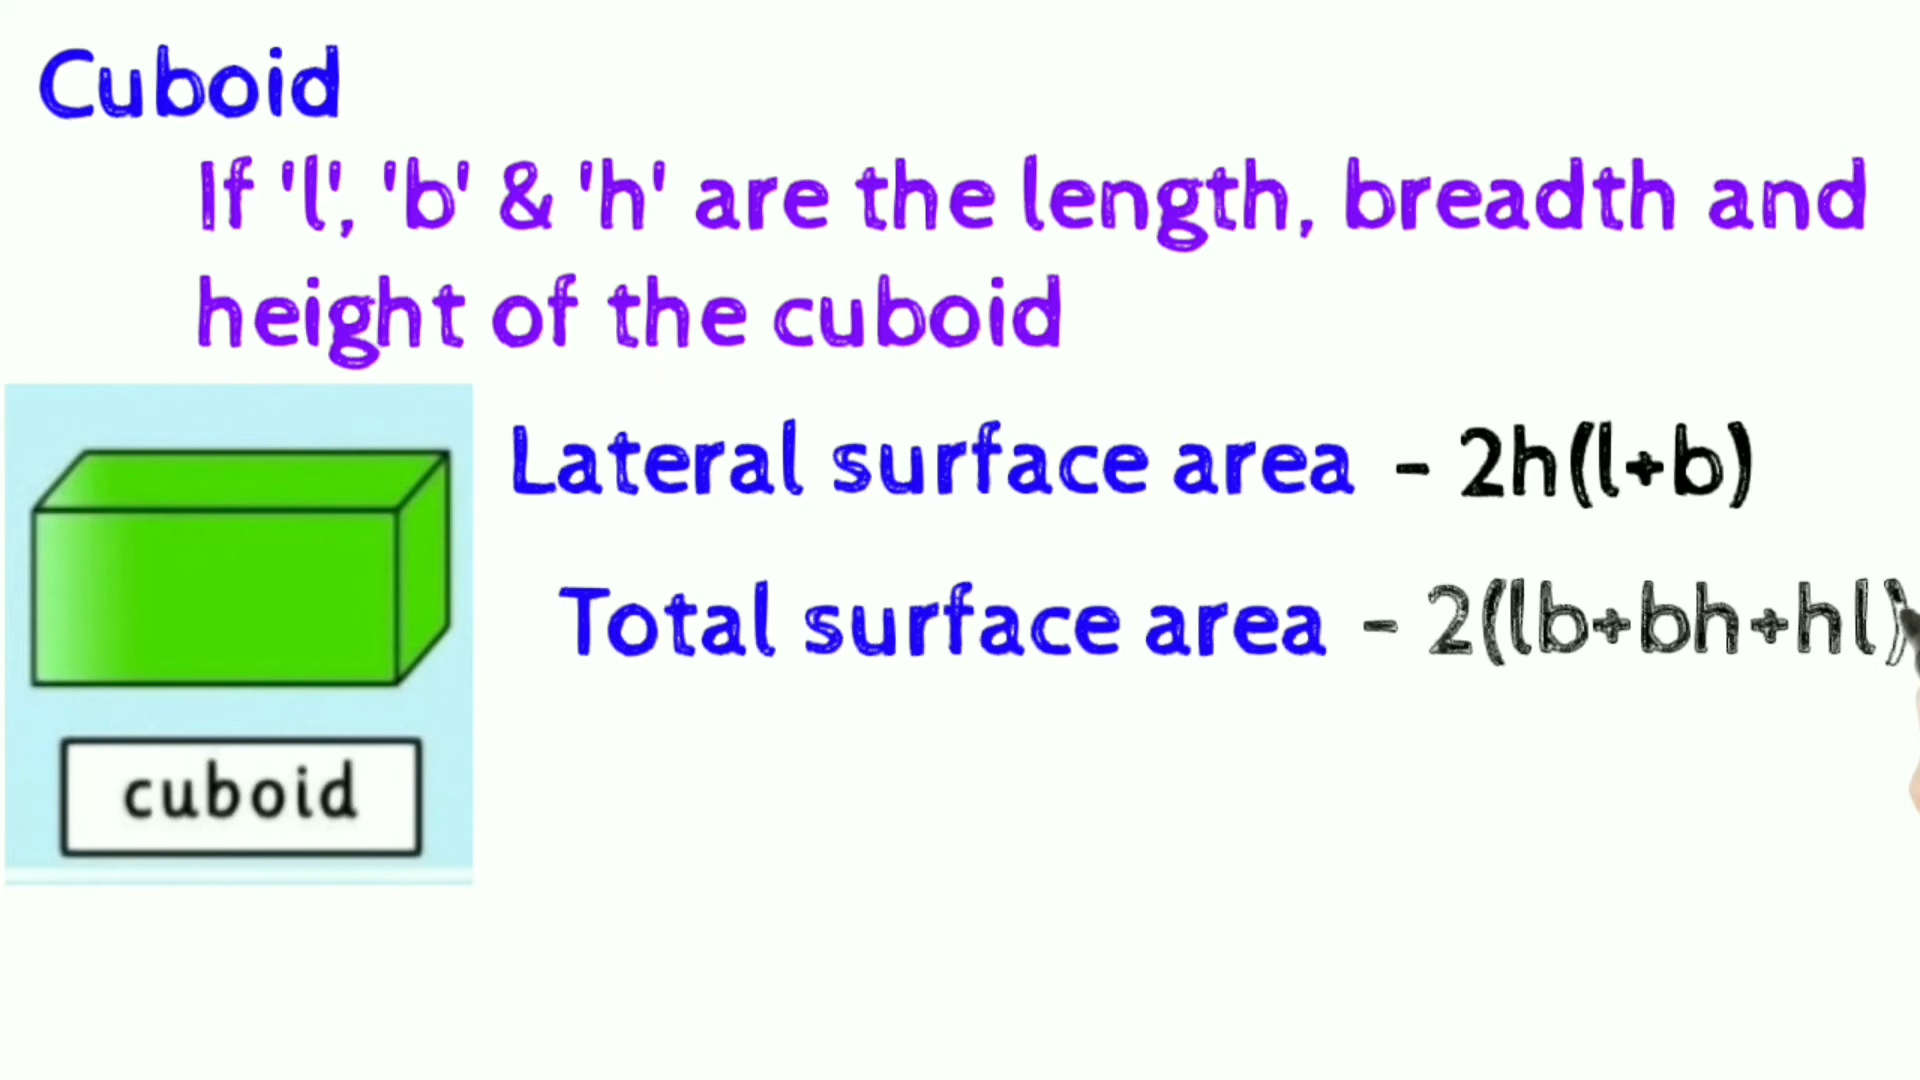 Cuboid
If 'l', 'b' & 'h' are the length, breadth and
height of the cuboid
Lateral surface area - 2h(l+b)
Total surface area - 2(lb+bh+hl)
cuboid